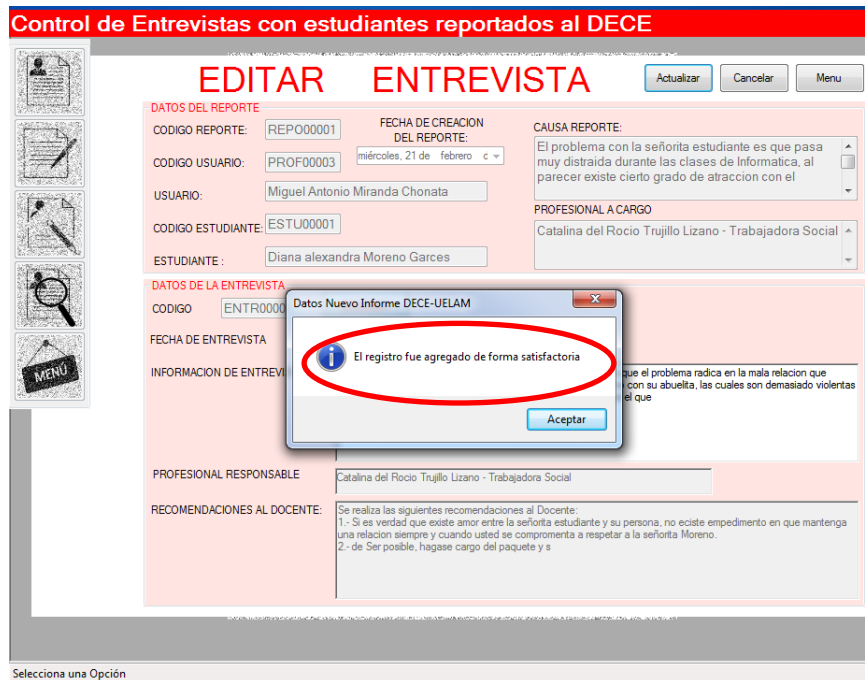 Control de Entrevistas con estudiantes reportados al DECE
EDITAR ENTREVISTA
Actualizar
Cancelar
Menu
DATOS DEL REPORTE
CODIGO REPORTE: REPO00001
FECHA DE CREACION
DEL REPORTE:
miércoles, 21 de febrero c
CAUSA REPORTE:
El problema con la señorita estudiante es que pasa
muy distraida durante las clases de Informatica, al
parecer existe cierto grado de atraccion con el
CODIGO USUARIO: PROF00003
USUARIO: Miguel Antonio Miranda Chonata
CODIGO ESTUDIANTE: ESTU00001
ESTUDIANTE : Diana alexandra Moreno Garces
PROFESIONAL A CARGO
Catalina del Rocio Trujillo Lizano - Trabajadora Social
MENÚ
DATOS DE LA ENTREVISTA
CODIGO ENTR0000
FECHA DE ENTREVISTA
INFORMACION DE ENTREVI
que el problema radica en la mala relacion que
con su abuelita, las cuales son demasiado violentas
el que
Datos Nuevo Informe DECE-UELAM
El registro fue agregado de forma satisfactoria
Aceptar
PROFESIONAL RESPONSABLE Catalina del Rocio Trujillo Lizano - Trabajadora Social
RECOMENDACIONES AL DOCENTE: Se realiza las siguientes recomendaciones al Docente:
1.- Si es verdad que existe amor entre la señorita estudiante y su persona, no eciste empedimento en que mantenga
una relacion siempre y cuando usted se compromenta a respetar a la señorita Moreno.
2.- de Ser posible, hagase cargo del paquete y s
Selecciona una Opción